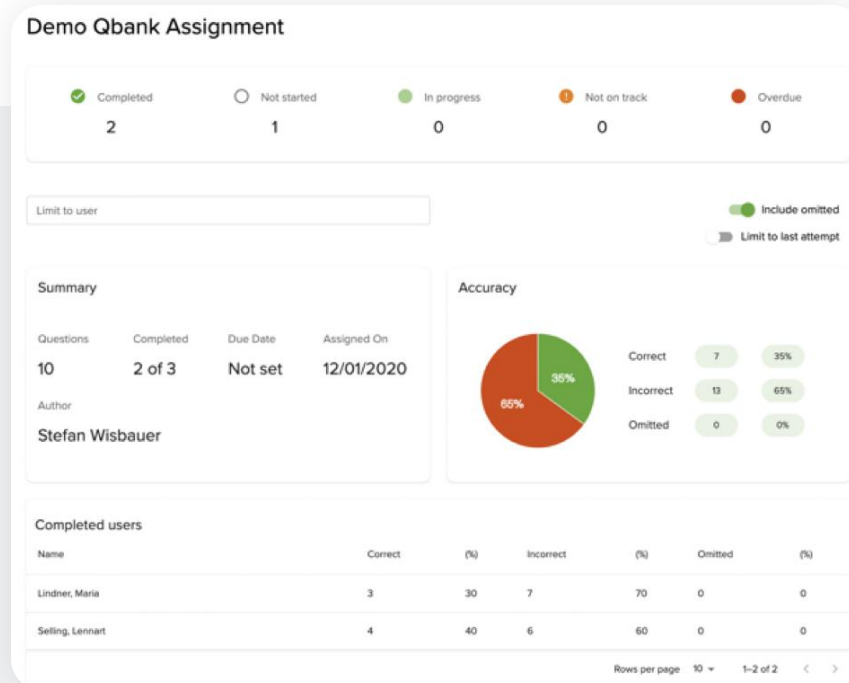 Demo Qbank Assignment
Completed Not started In progress Not on track Overdue
2 1 0 0 0
Limit to user
Include omitted
Limit to last attempt
Summary
Questions Completed Due Date Assigned On
10 2 of 3 Not set 12/01/2020
Author
Stefan Wisbauer
Accuracy
35%
65%
Correct 7 35%
Incorrect 13 65%
Omitted 0 0%
Completed users
Name Correct (%) Incorrect (%) Omitted (%)
Lindner, Maria 3 30 7 70 0 0
Selling, Lennart 4 40 6 60 0 0
Rows per page 10 1–2 of 2